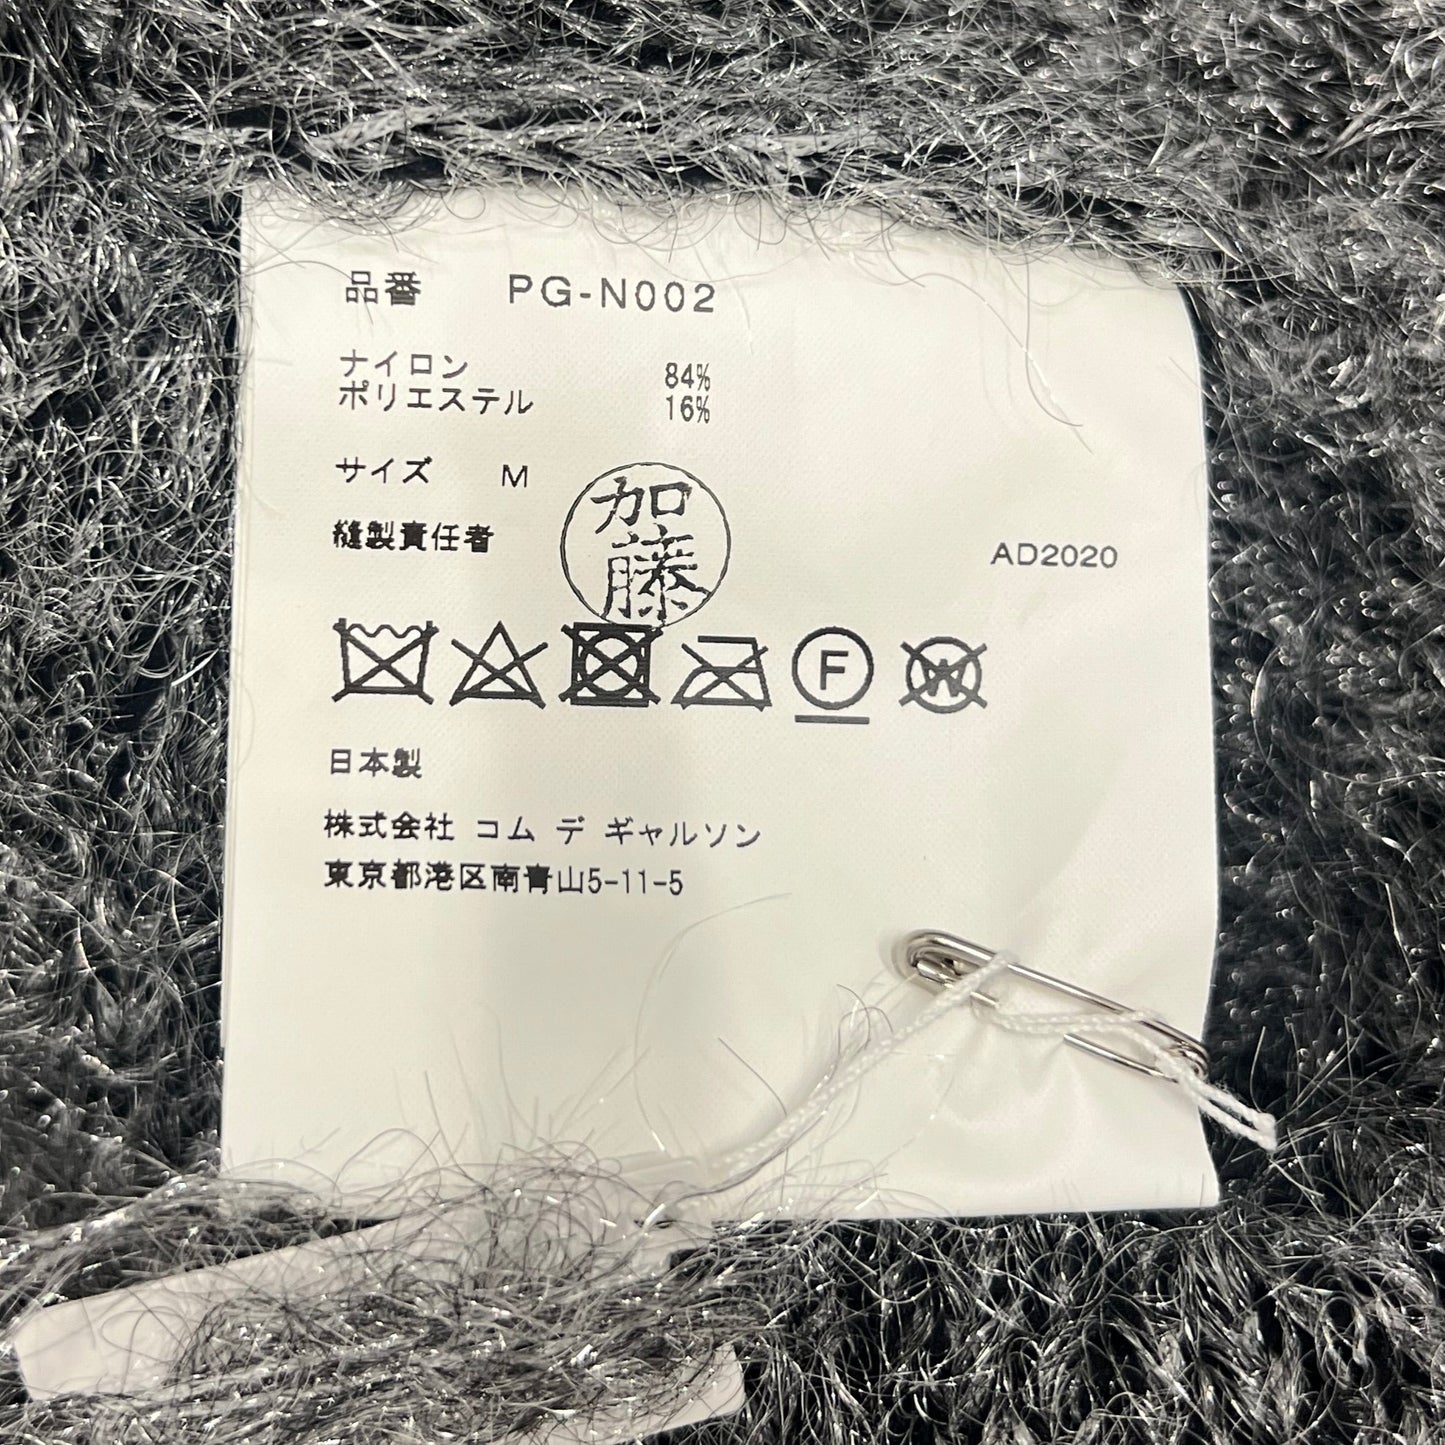 品番 PG-N002
ナイロン 84%
ポリエステル 16%
サイズ M
縫製責任者 加藤
AD2020
F
W
日本製
株式会社 コム デ ギャルソン
東京都港区南青山5-11-5